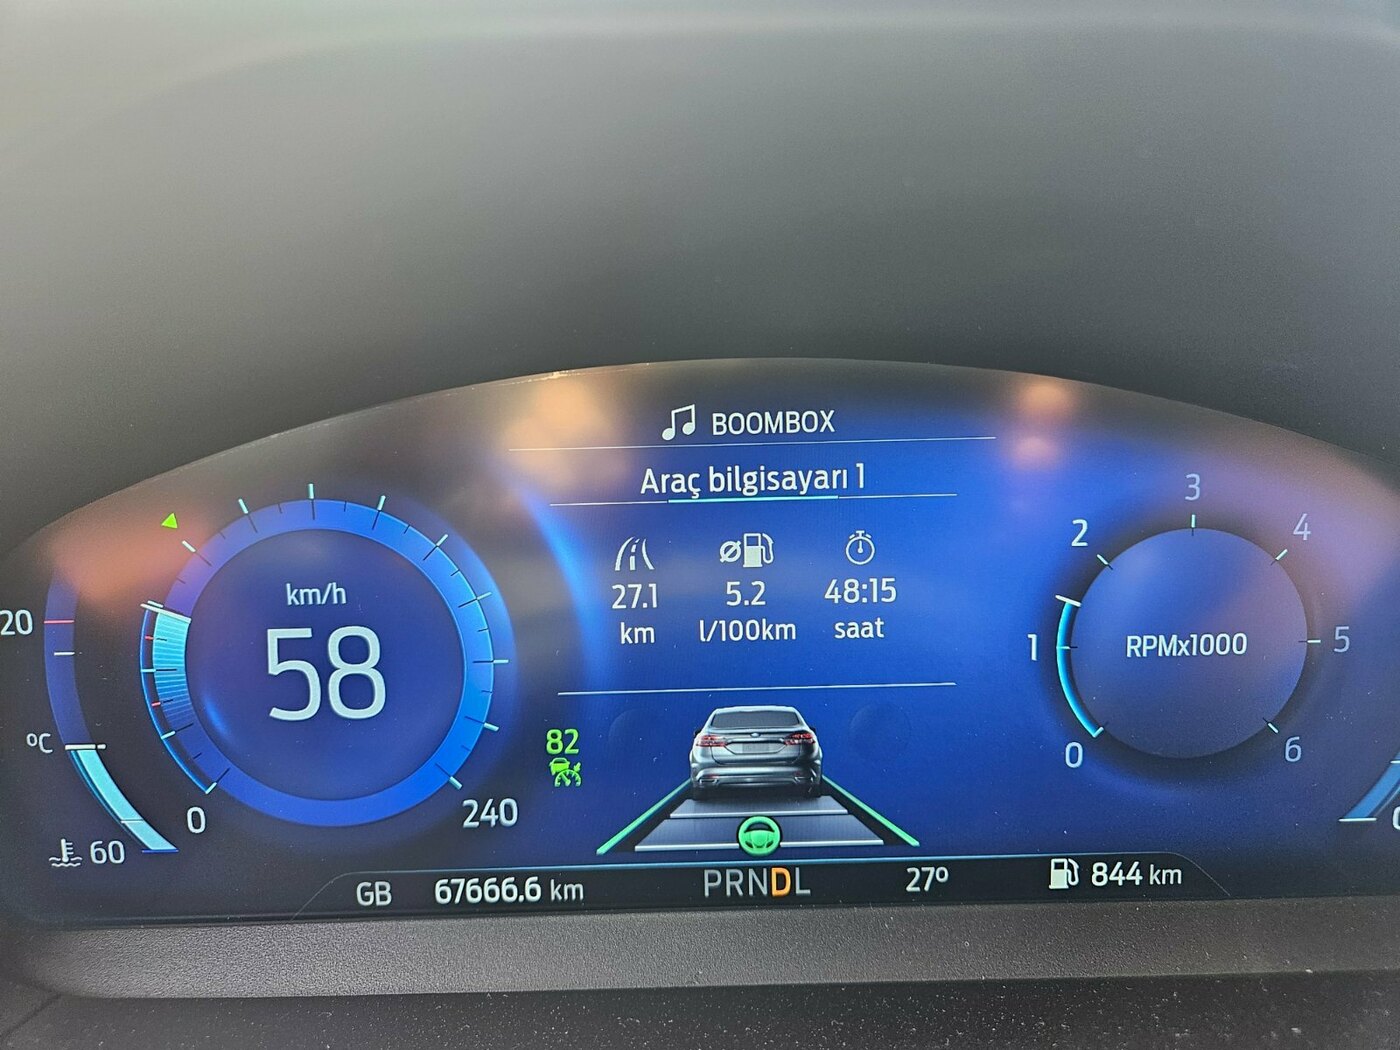 BOOMBOX
Araç bilgisayarı 1
27.1 5.2 48:15
km l/100km saat
km/h
58
0 240
20
°C
60
82
0 1 2 3 4 5 6
RPMx1000
GB 67666.6 km PRNDL 27° 844 km